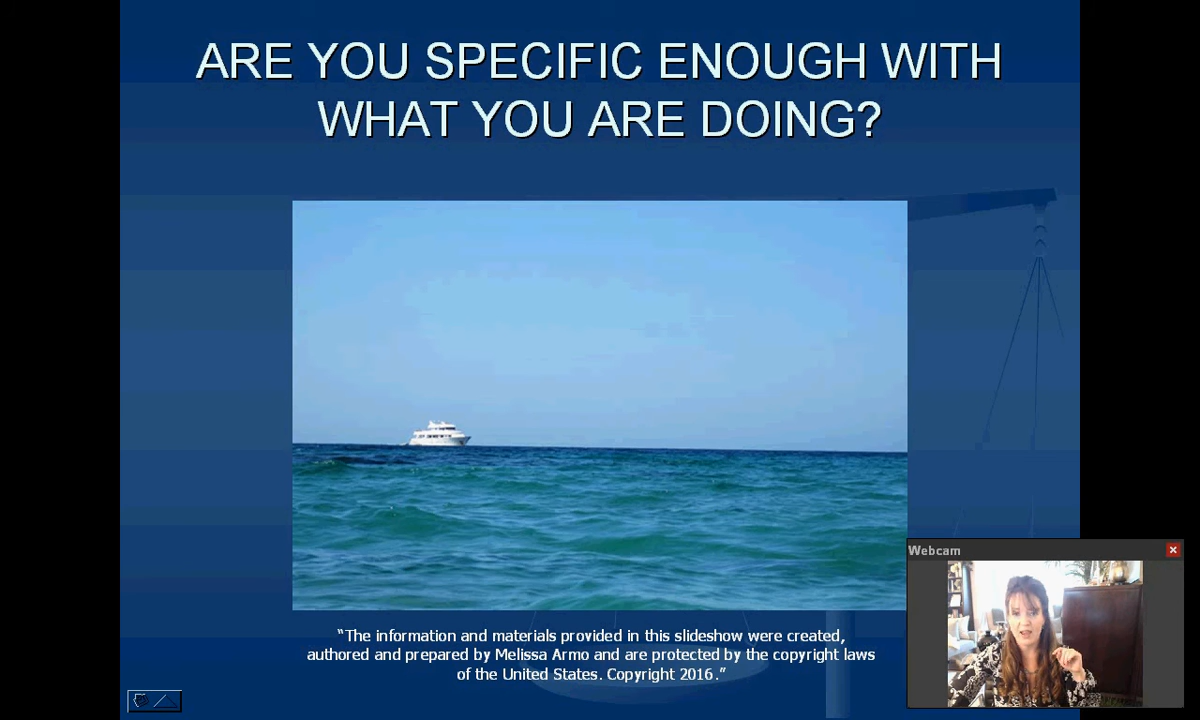 ARE YOU SPECIFIC ENOUGH WITH
WHAT YOU ARE DOING?
“The information and materials provided in this slideshow were created,
authored and prepared by Melissa Armo and are protected by the copyright laws
of the United States. Copyright 2016.”
Webcam